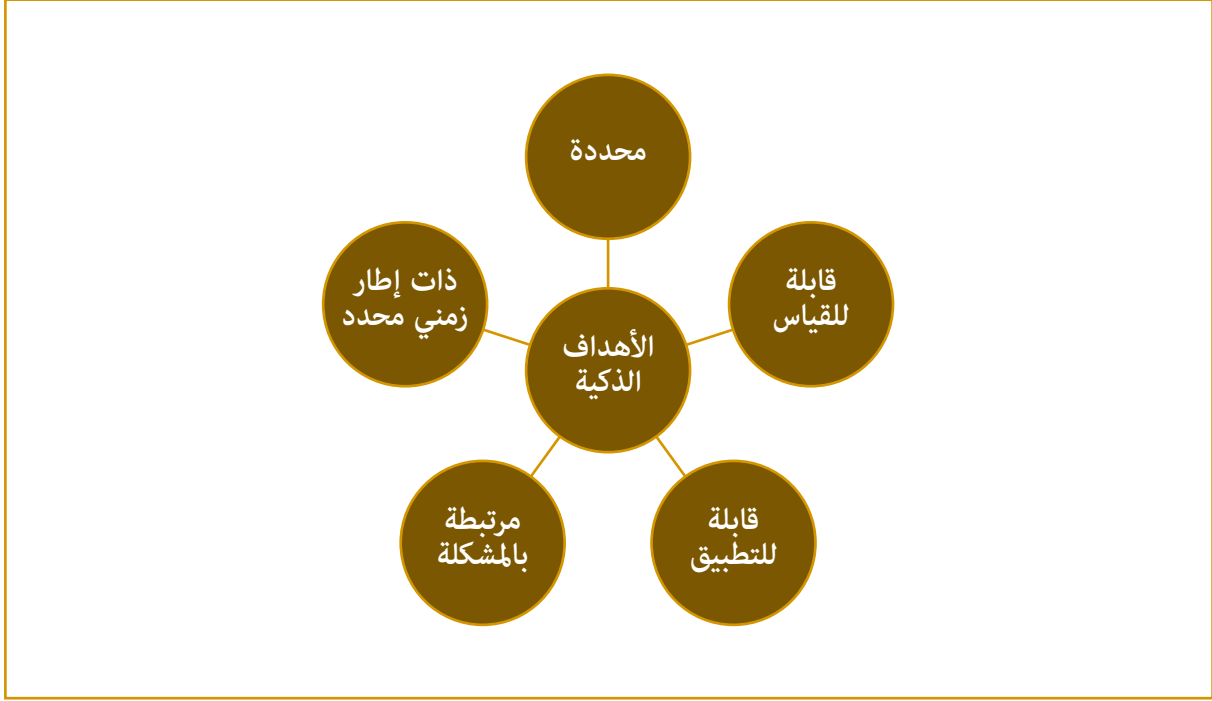 محددة
قابلة
للقياس
قابلة
للتطبيق
مرتبطة
بالمشكلة
ذات إطار
زمني محدد
الأهداف
الذكية